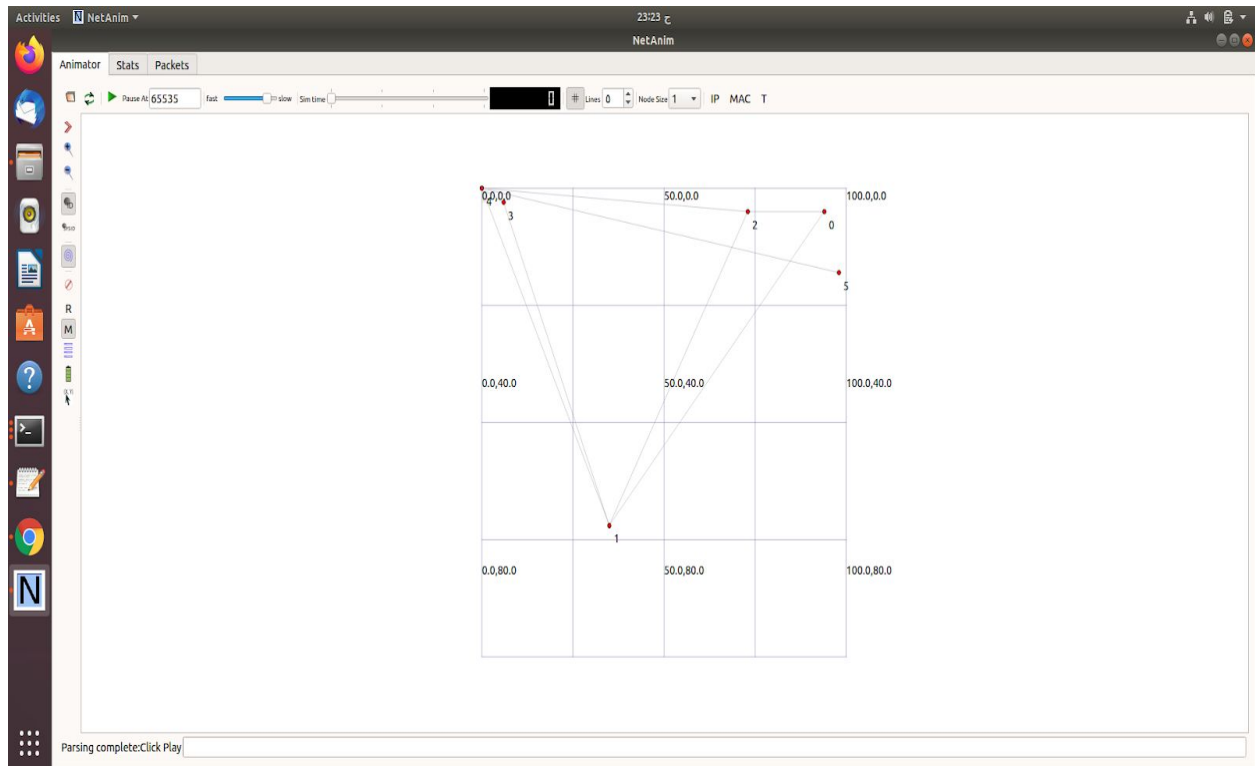 Activities NetAnim
23:23 ج
NetAnim
Animator Stats Packets
Pause At 65535 fast slow Sim time 0 # Lines 0 Node Size 1 IP MAC T
R
M
0.0,0.0 50.0,0.0 100.0,0.0
4 3 2 0
5
0.0,40.0 50.0,40.0 100.0,40.0
1
0.0,80.0 50.0,80.0 100.0,80.0
Parsing complete:Click Play